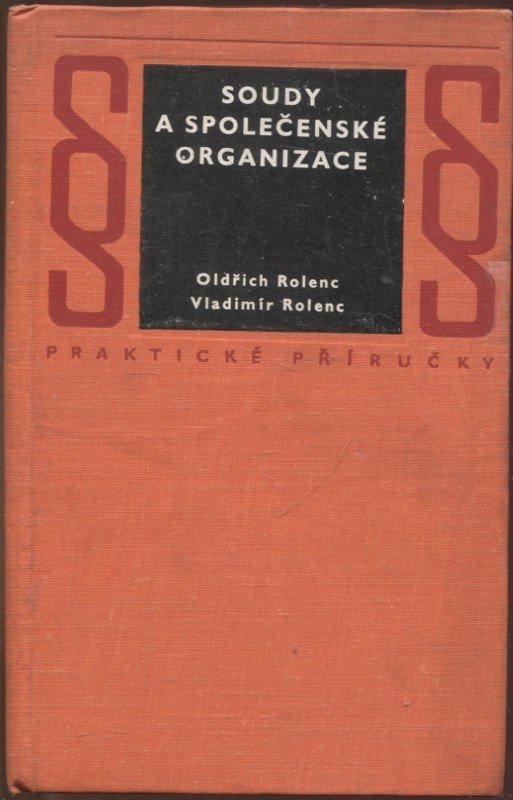 § §
SOUDY
A SPOLEČENSKÉ
ORGANIZACE
Oldřich Rolenc
Vladimír Rolenc
PRAKTICKÉ PŘÍRUČKY